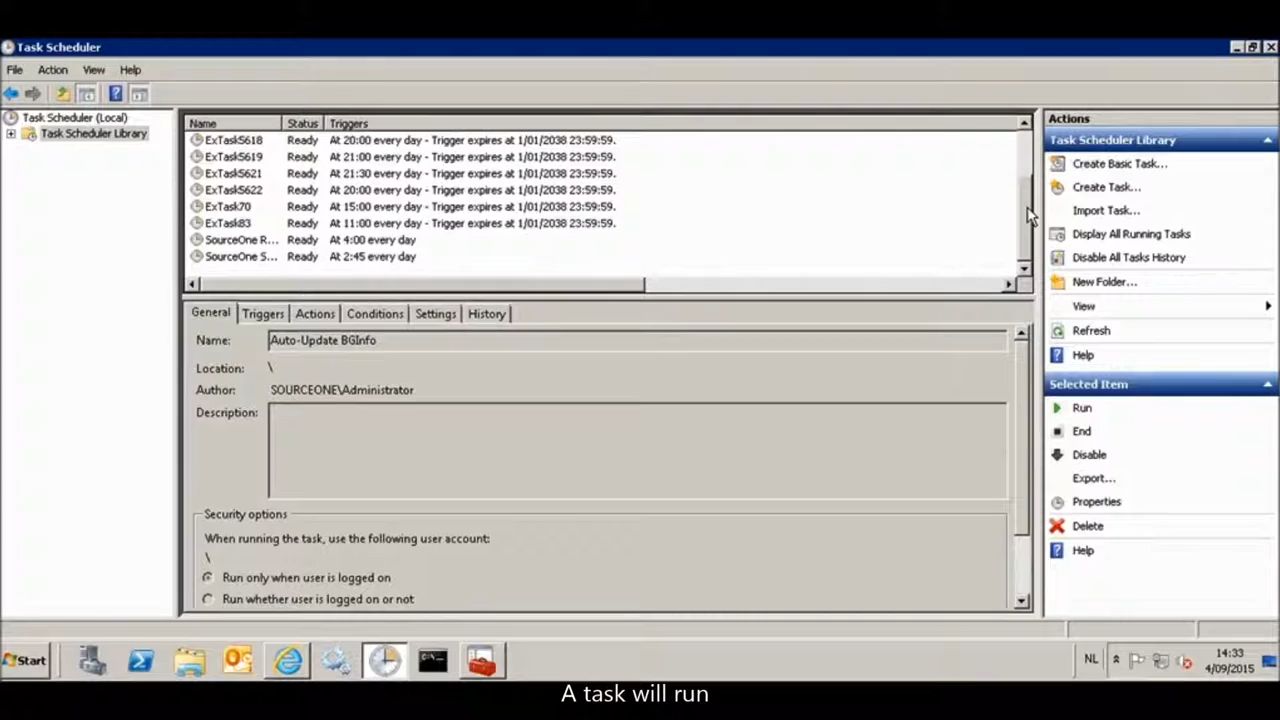 Task Scheduler
File Action View Help
Task Scheduler (Local)
Task Scheduler Library
Name Status Triggers
ExTask5618 Ready At 20:00 every day - Trigger expires at 1/01/2038 23:59:59.
ExTask5619 Ready At 21:00 every day - Trigger expires at 1/01/2038 23:59:59.
ExTask5621 Ready At 21:30 every day - Trigger expires at 1/01/2038 23:59:59.
ExTask5622 Ready At 20:00 every day - Trigger expires at 1/01/2038 23:59:59.
ExTask70 Ready At 15:00 every day - Trigger expires at 1/01/2038 23:59:59.
ExTask83 Ready At 11:00 every day - Trigger expires at 1/01/2038 23:59:59.
SourceOne R... Ready At 4:00 every day
SourceOne S... Ready At 2:45 every day
General Triggers Actions Conditions Settings History
Name: Auto-Update BGInfo
Location: \
Author: SOURCEONE\Administrator
Description:
Security options
When running the task, use the following user account:
\
Run only when user is logged on
Run whether user is logged on or not
Actions
Task Scheduler Library
Create Basic Task...
Create Task...
Import Task...
Display All Running Tasks
Disable All Tasks History
New Folder...
View
Refresh
Help
Selected Item
Run
End
Disable
Export...
Properties
Delete
Help
Start
NL
14:33
4/09/2015
A task will run